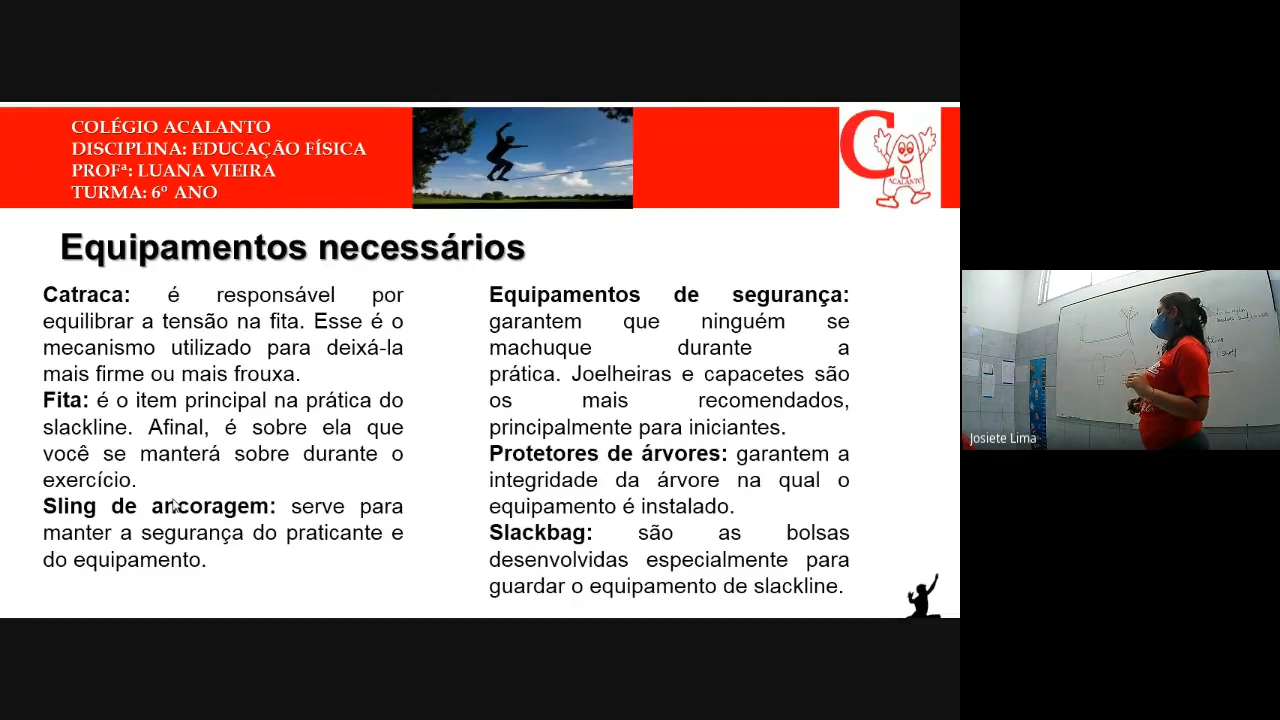 COLÉGIO ACALANTO
DISCIPLINA: EDUCAÇÃO FÍSICA
PROFª: LUANA VIEIRA
TURMA: 6º ANO
C
ACALANTO
Equipamentos necessários
Catraca: é responsável por
equilibrar a tensão na fita. Esse é o
mecanismo utilizado para deixá-la
mais firme ou mais frouxa.
Fita: é o item principal na prática do
slackline. Afinal, é sobre ela que
você se manterá sobre durante o
exercício.
Sling de ancoragem: serve para
manter a segurança do praticante e
do equipamento.
Equipamentos de segurança:
garantem que ninguém se
machuque durante a
prática. Joelheiras e capacetes são
os mais recomendados,
principalmente para iniciantes.
Protetores de árvores: garantem a
integridade da árvore na qual o
equipamento é instalado.
Slackbag: são as bolsas
desenvolvidas especialmente para
guardar o equipamento de slackline.
Josiete Lima